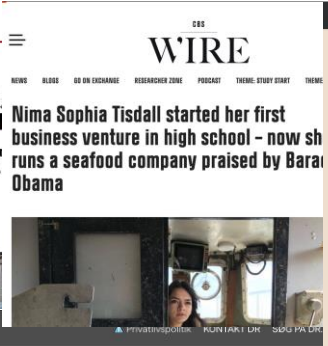 CBS
WIRE
NEWS BLOGS GO ON EXCHANGE RESEARCHER ZONE PODCAST THEME: STUDY START THEME
Nima Sophia Tisdall started her first
business venture in high school – now sh
runs a seafood company praised by Bara
Obama
Privatlivspolitik KONTAKT DR SØG PÅ DR.